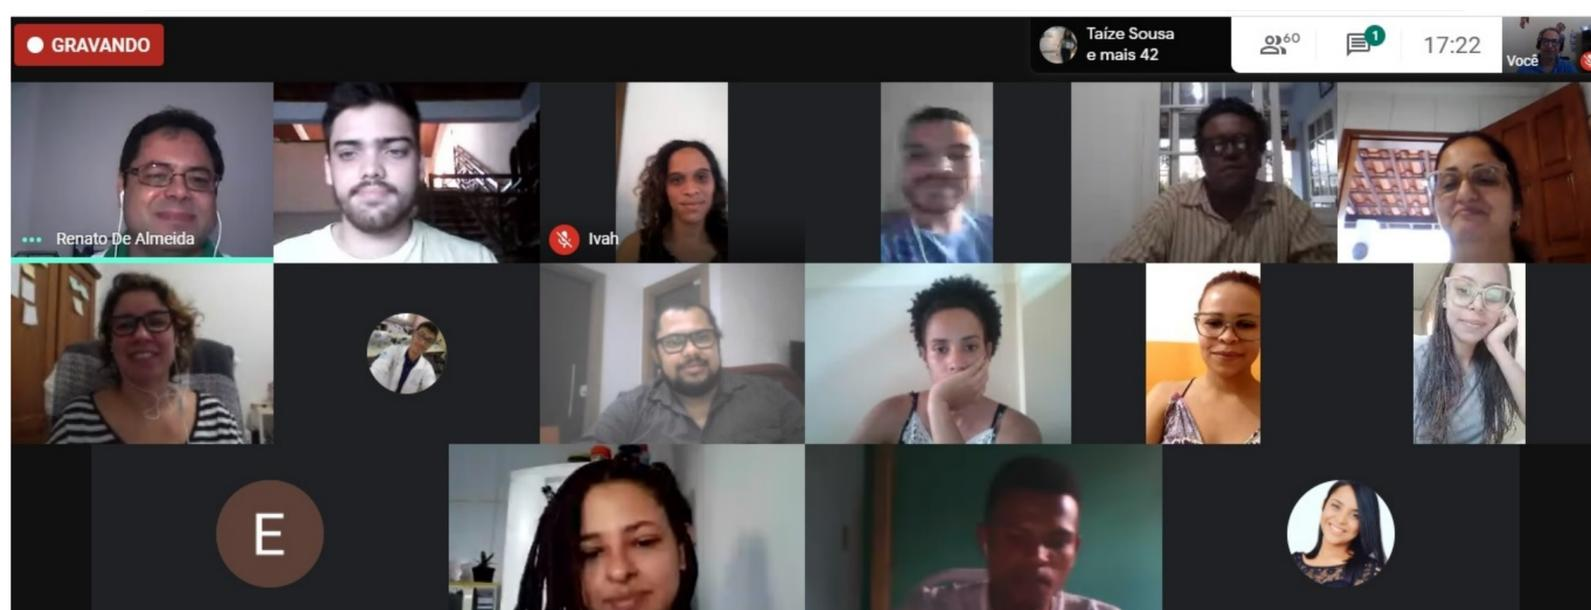 GRAVANDO
Taíze Sousa
e mais 42
60
1
17:22
Você
Renato De Almeida
Ivah
E